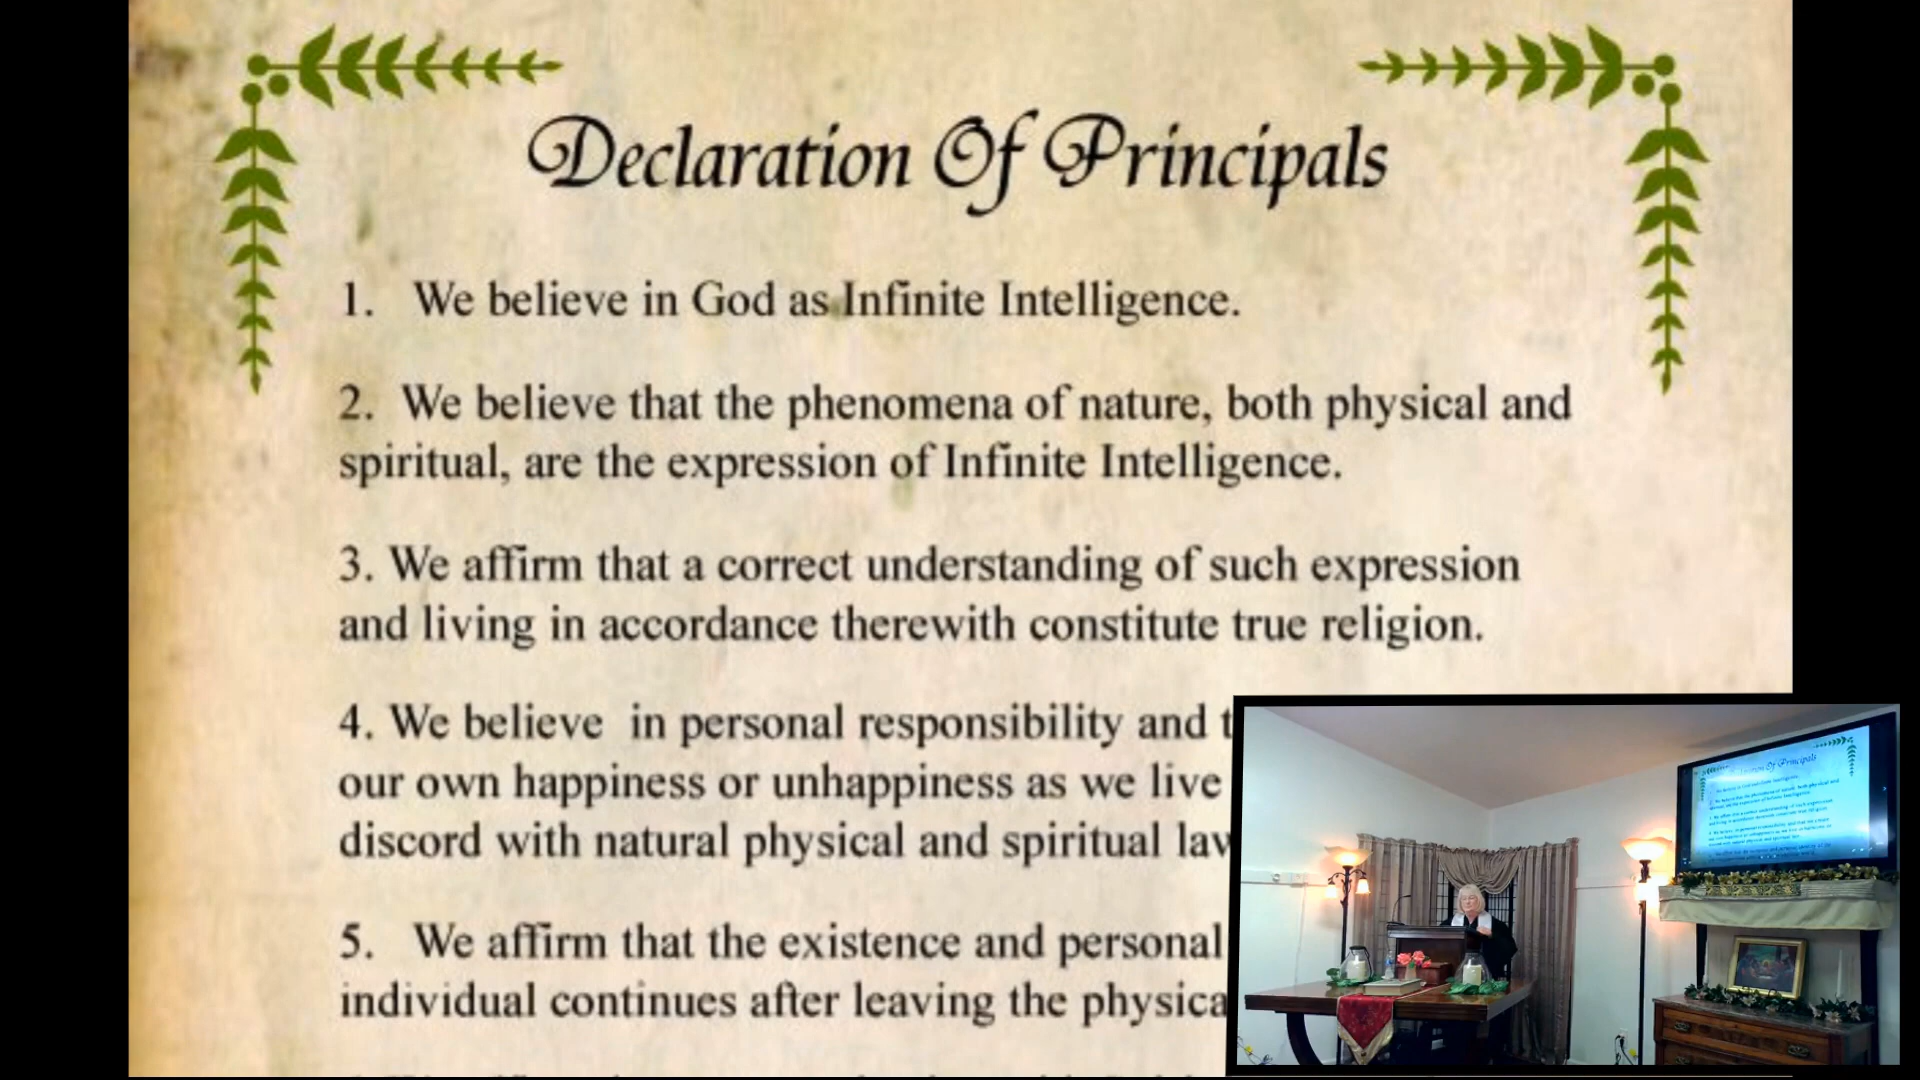 Declaration Of Principals
1. We believe in God as Infinite Intelligence.
2. We believe that the phenomena of nature, both physical and
spiritual, are the expression of Infinite Intelligence.
3. We affirm that a correct understanding of such expression
and living in accordance therewith constitute true religion.
4. We believe in personal responsibility and t
our own happiness or unhappiness as we live
discord with natural physical and spiritual law
5. We affirm that the existence and personal
individual continues after leaving the physica
Of Principals